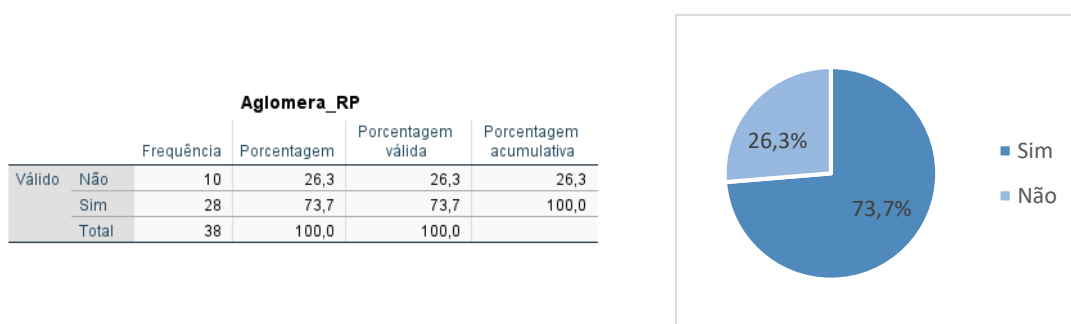 Aglomera_RP
Frequência Porcentagem Porcentagem válida Porcentagem acumulativa
Válido Não 10 26,3 26,3 26,3
Sim 28 73,7 73,7 100,0
Total 38 100,0 100,0
26,3%
73,7%
Sim
Não